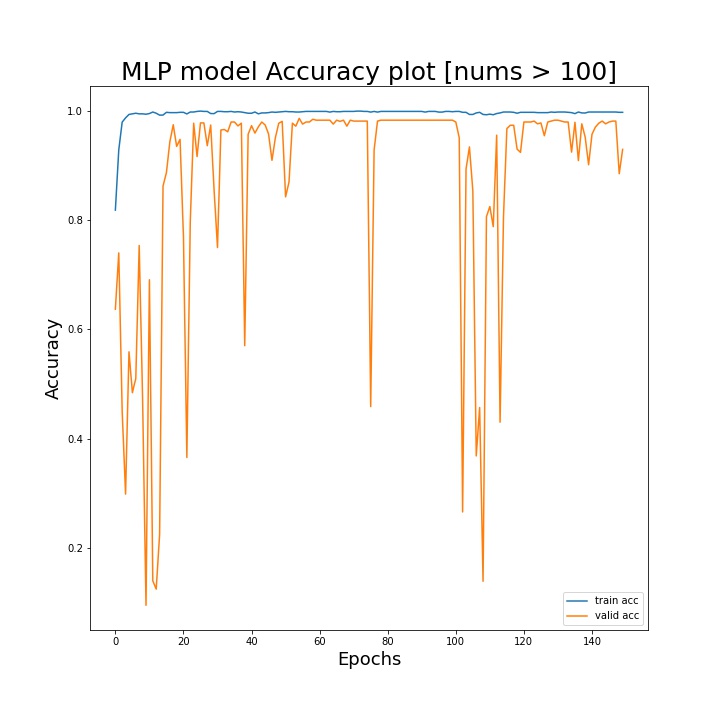 MLP model Accuracy plot [nums > 100]
1.0
0.8
0.6
0.4
0.2
Accuracy
0 20 40 60 80 100 120 140
Epochs
train acc
valid acc